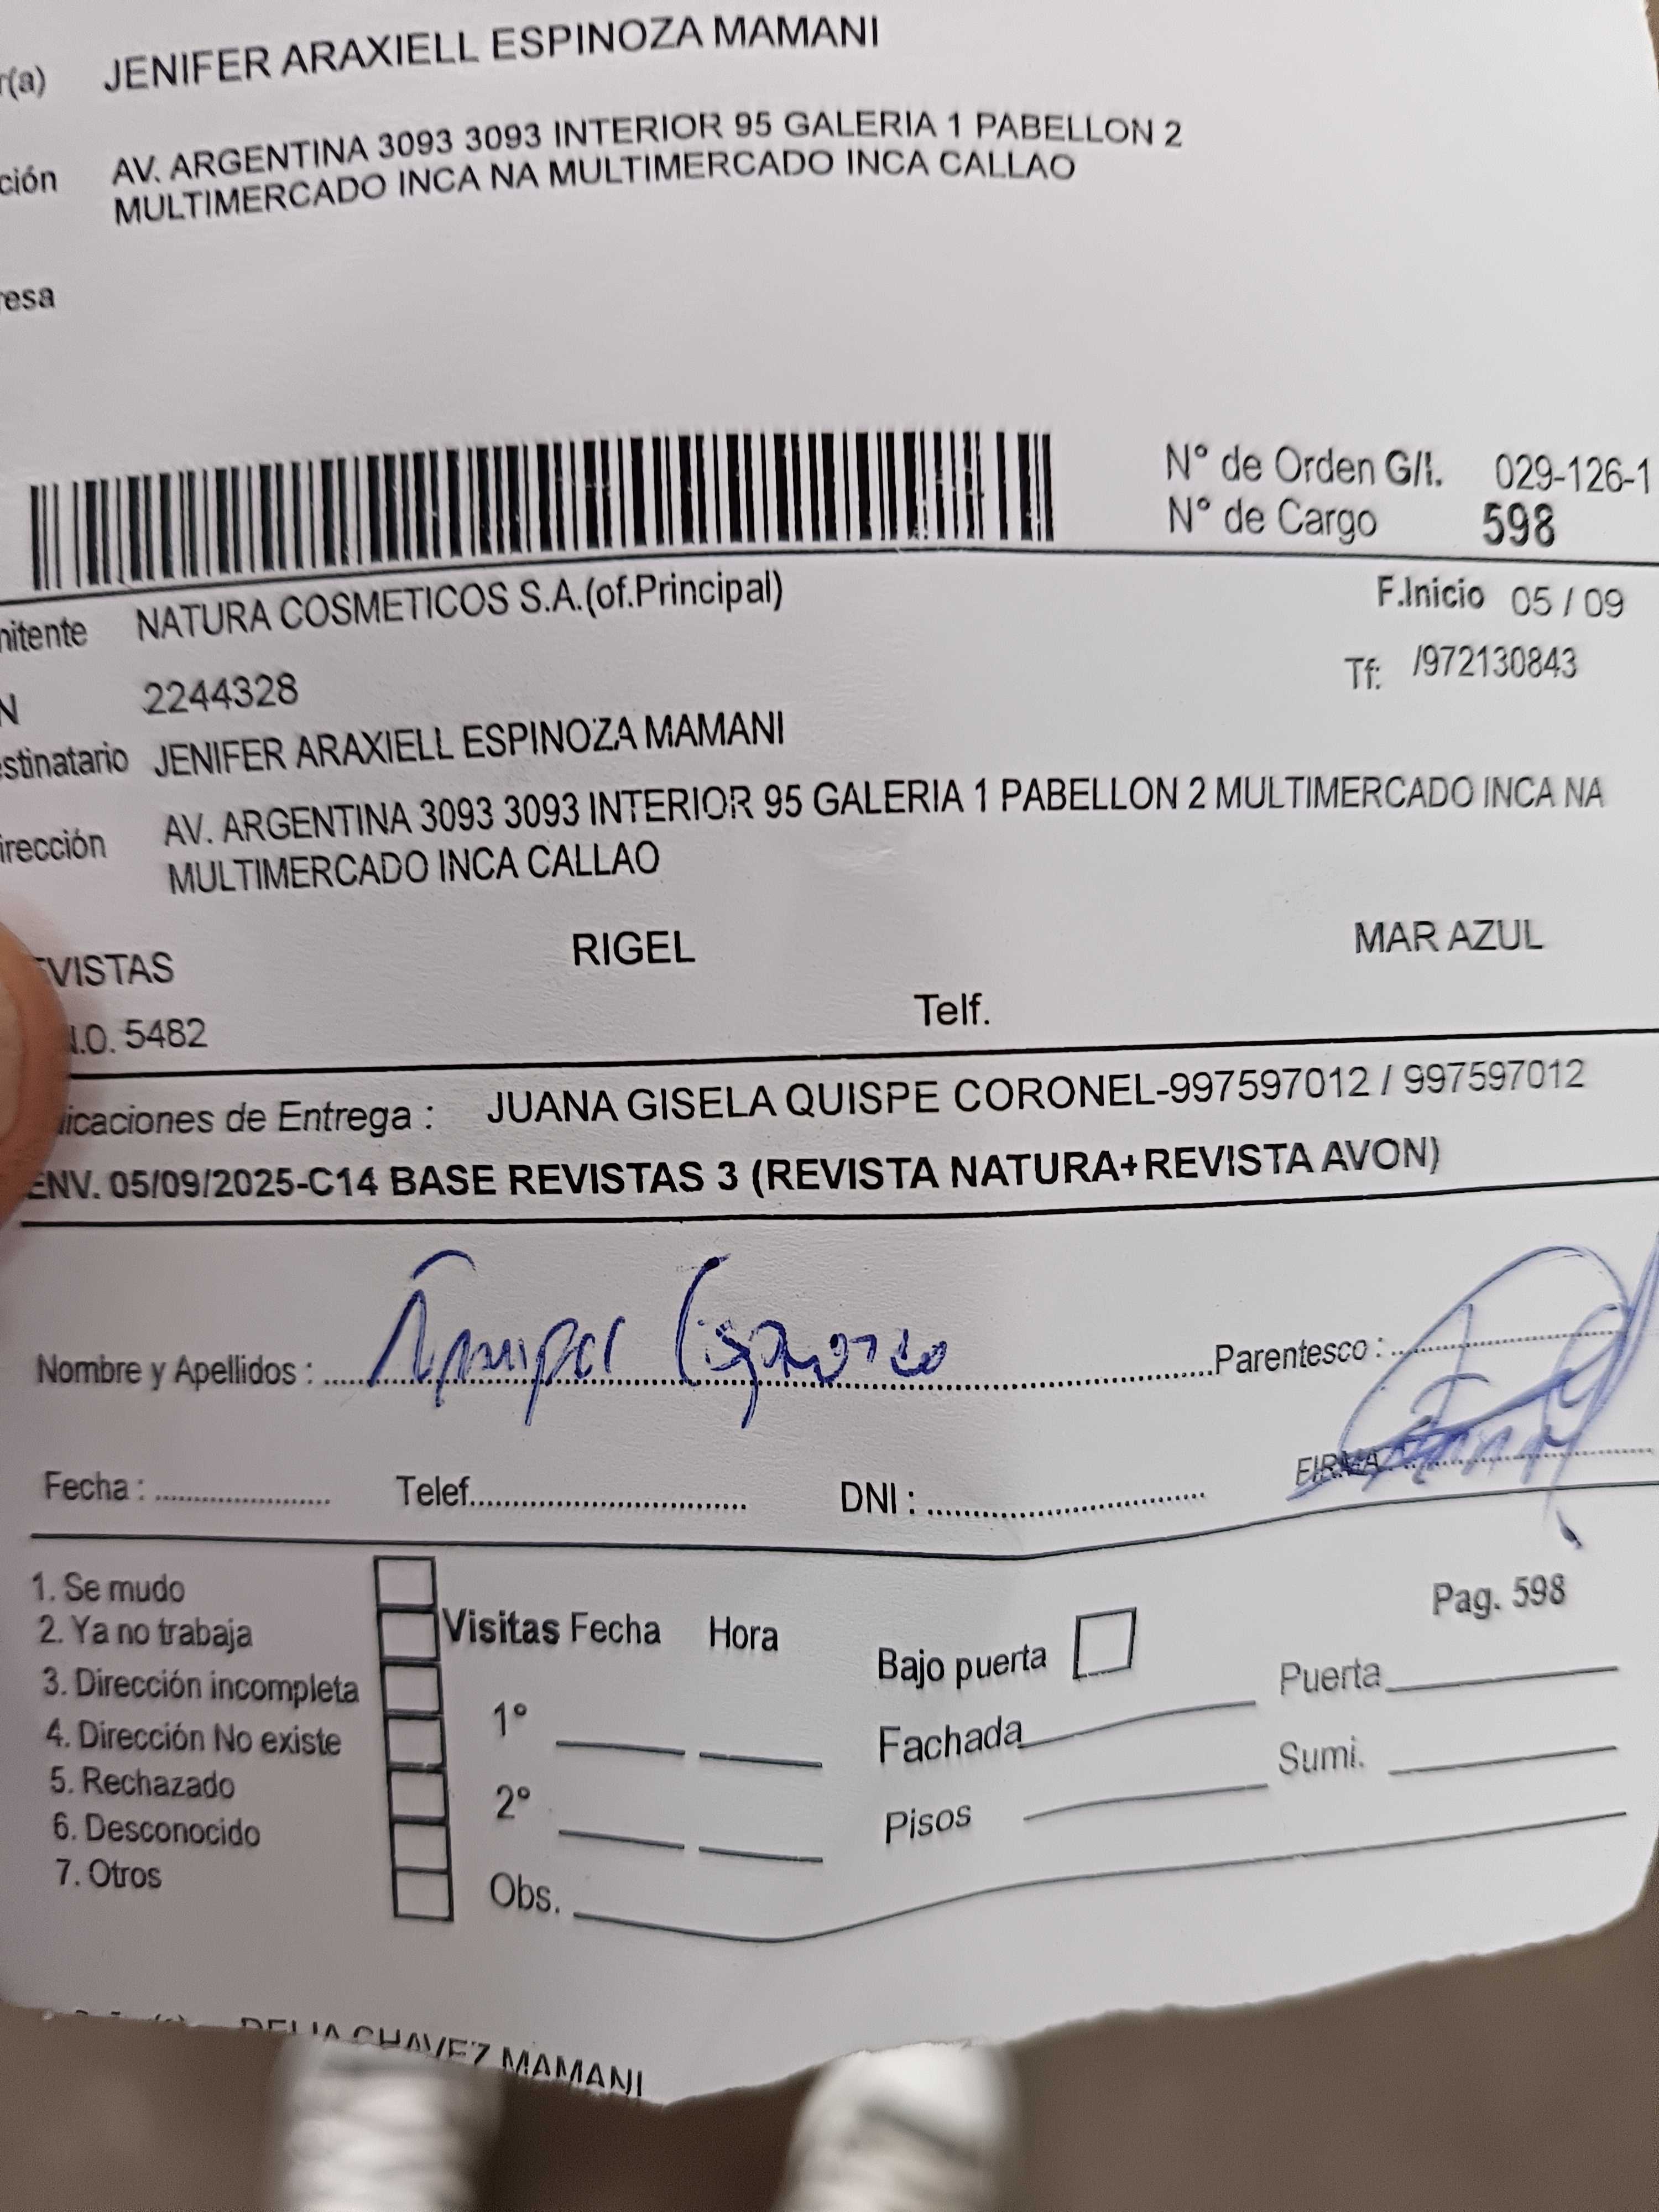 r(a) JENIFER ARAXIELL ESPINOZA MAMANI
ción AV. ARGENTINA 3093 3093 INTERIOR 95 GALERIA 1 PABELLON 2
MULTIMERCADO INCA NA MULTIMERCADO INCA CALLAO
resa
N° de Orden G/I. 029-126-1
N° de Cargo 598
mitente NATURA COSMETICOS S.A.(of.Principal) F.Inicio 05 / 09
N 2244328 Tf: /972130843
estinatario JENIFER ARAXIELL ESPINOZA MAMANI
irección AV. ARGENTINA 3093 3093 INTERIOR 95 GALERIA 1 PABELLON 2 MULTIMERCADO INCA NA
MULTIMERCADO INCA CALLAO
EVISTAS RIGEL MAR AZUL
I.O. 5482 Telf.
icaciones de Entrega : JUANA GISELA QUISPE CORONEL-997597012 / 997597012
ENV. 05/09/2025-C14 BASE REVISTAS 3 (REVISTA NATURA+REVISTA AVON)
Nombre y Apellidos : Espinoza Parentesco :
Fecha : Telef. DNI : FIRMA
1. Se mudo
2. Ya no trabaja
3. Dirección incompleta
4. Dirección No existe
5. Rechazado
6. Desconocido
7. Otros
Visitas Fecha Hora
1°
2°
Obs.
Bajo puerta
Fachada
Pisos
Pag. 598
Puerta
Sumi.
DELIA CHAVEZ MAMANI